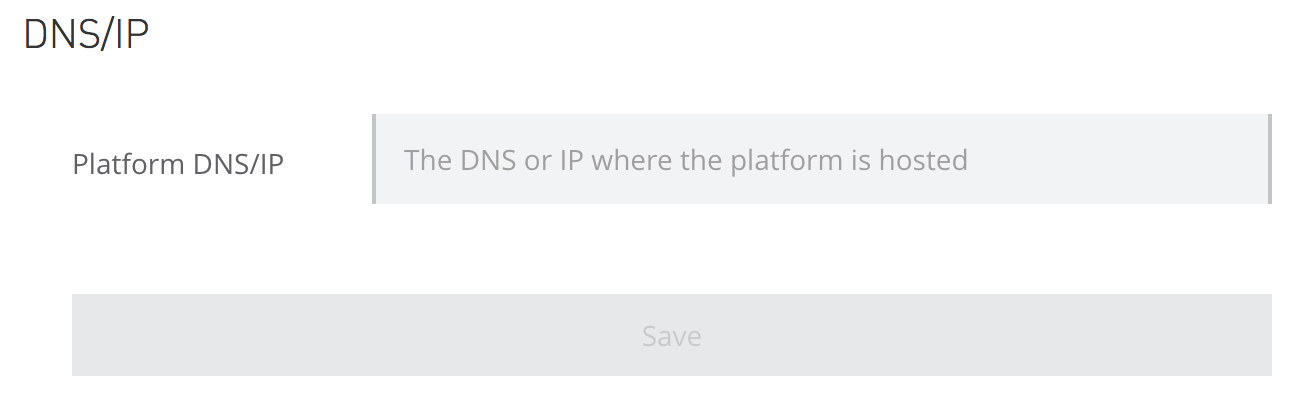 DNS/IP
Platform DNS/IP
The DNS or IP where the platform is hosted
Save